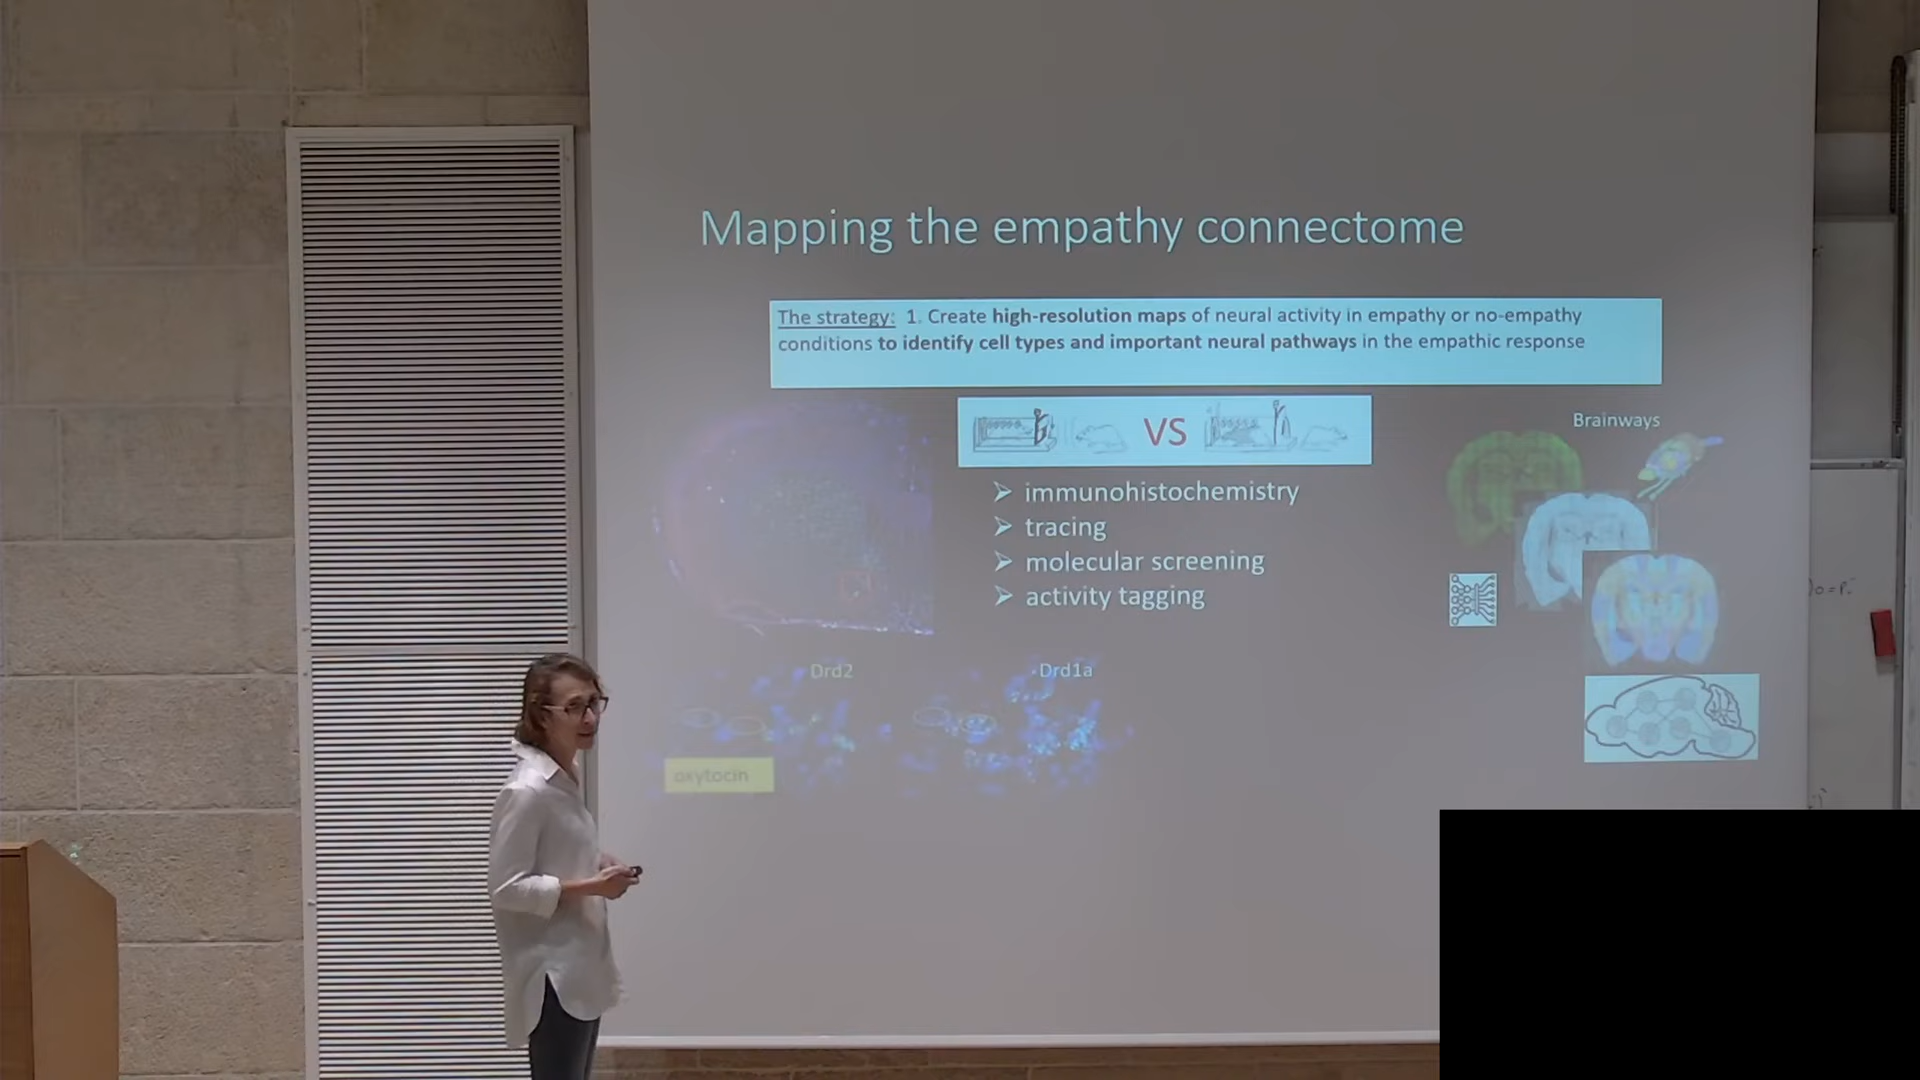 Mapping the empathy connectome
The strategy: 1. Create high-resolution maps of neural activity in empathy or no-empathy
conditions to identify cell types and important neural pathways in the empathic response
VS
Brainways
➢ immunohistochemistry
➢ tracing
➢ molecular screening
➢ activity tagging
Drd2
Drd1a
oxytocin